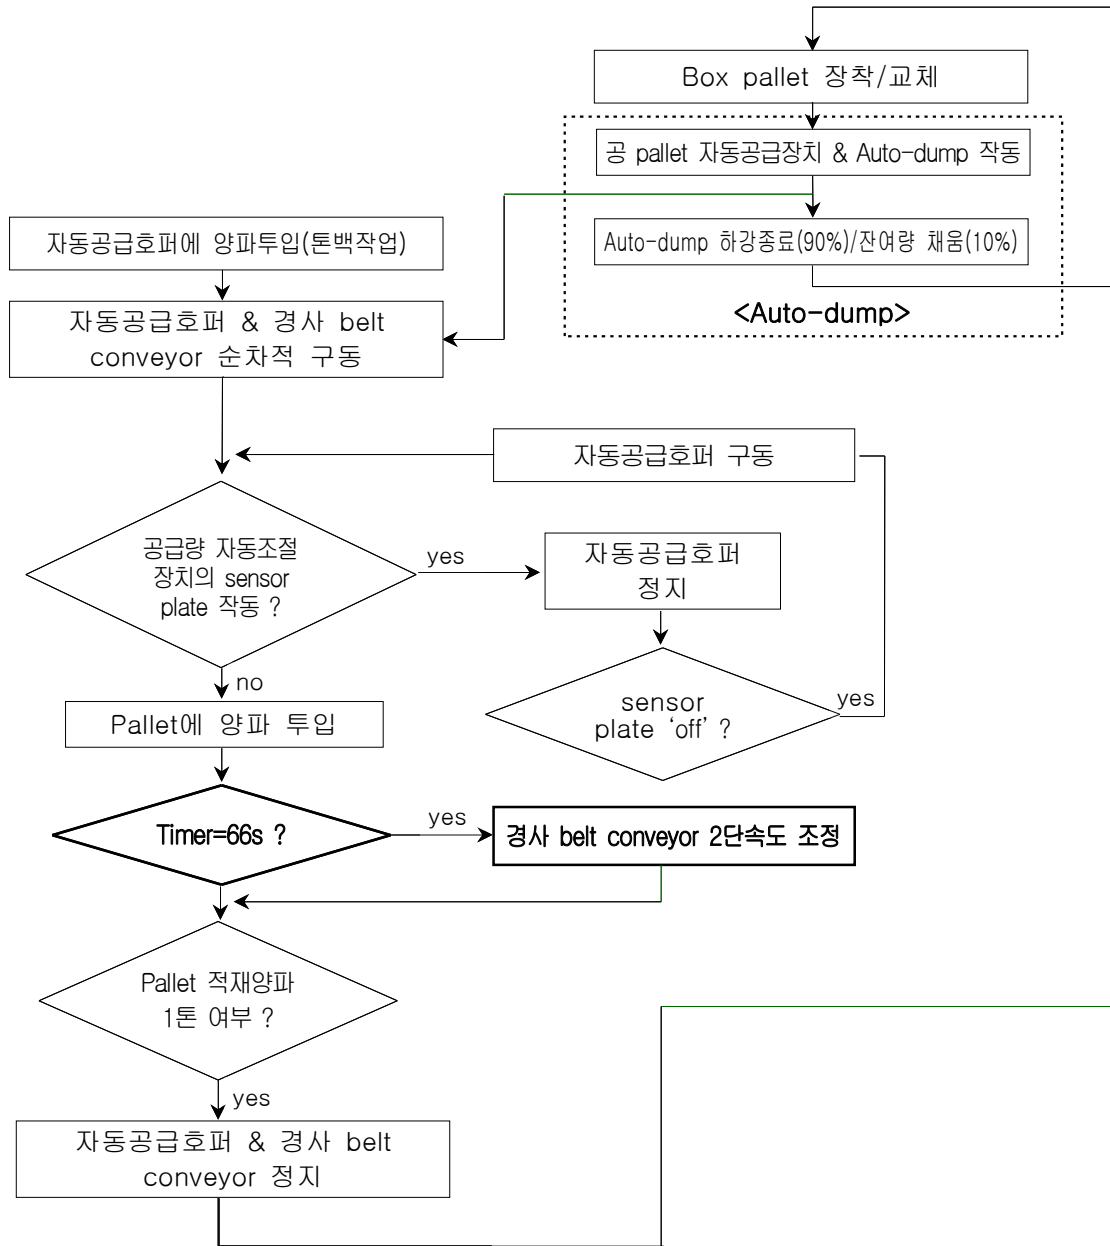 Box pallet 장착/교체
공 pallet 자동공급장치 & Auto-dump 작동
Auto-dump 하강종료(90%)/잔여량 채움(10%)
<Auto-dump>
자동공급호퍼에 양파투입(톤백작업)
자동공급호퍼 & 경사 belt
conveyor 순차적 구동
자동공급호퍼 구동
공급량 자동조절
장치의 sensor
plate 작동 ?
yes
자동공급호퍼
정지
no
sensor
plate ‘off’ ?
yes
Pallet에 양파 투입
Timer=66s ?
yes
경사 belt conveyor 2단속도 조정
Pallet 적재양파
1톤 여부 ?
yes
자동공급호퍼 & 경사 belt
conveyor 정지